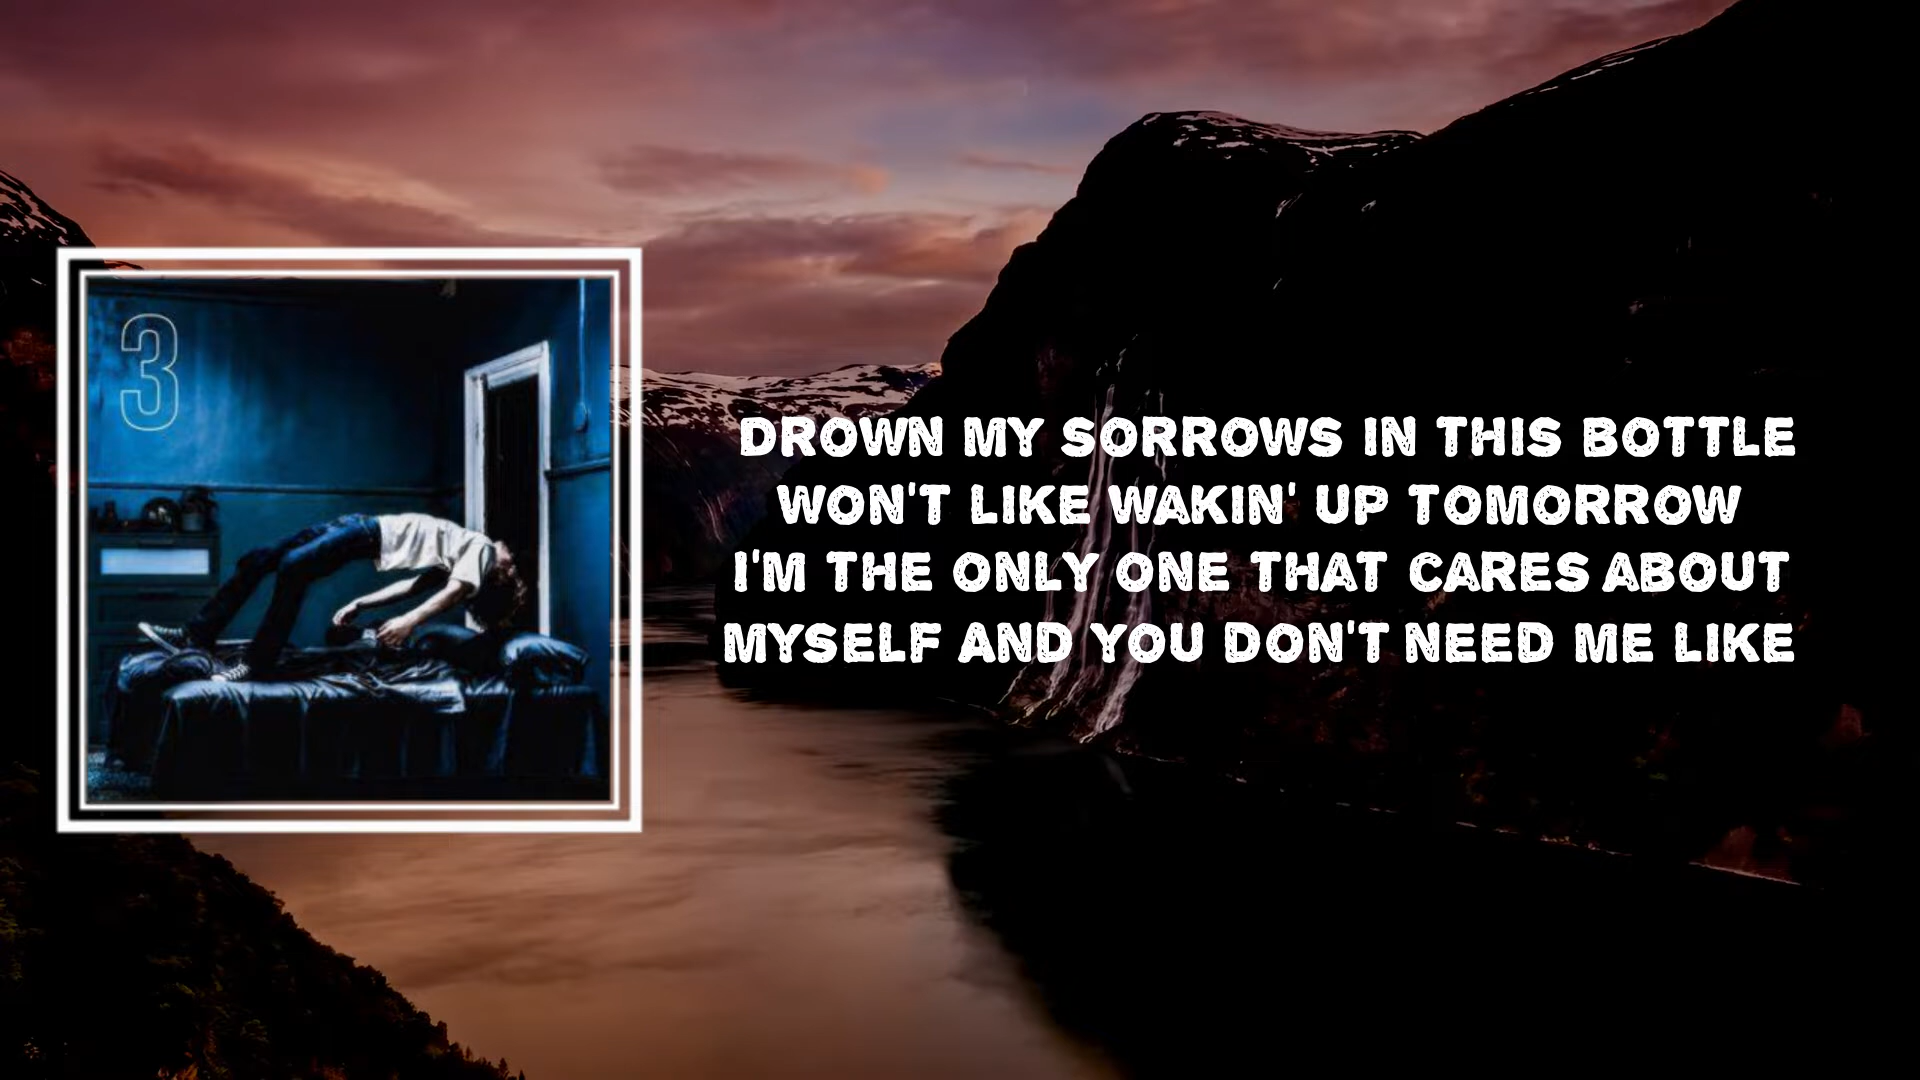 3
DROWN MY SORROWS IN THIS BOTTLE
WON'T LIKE WAKIN' UP TOMORROW
I'M THE ONLY ONE THAT CARES ABOUT
MYSELF AND YOU DON'T NEED ME LIKE